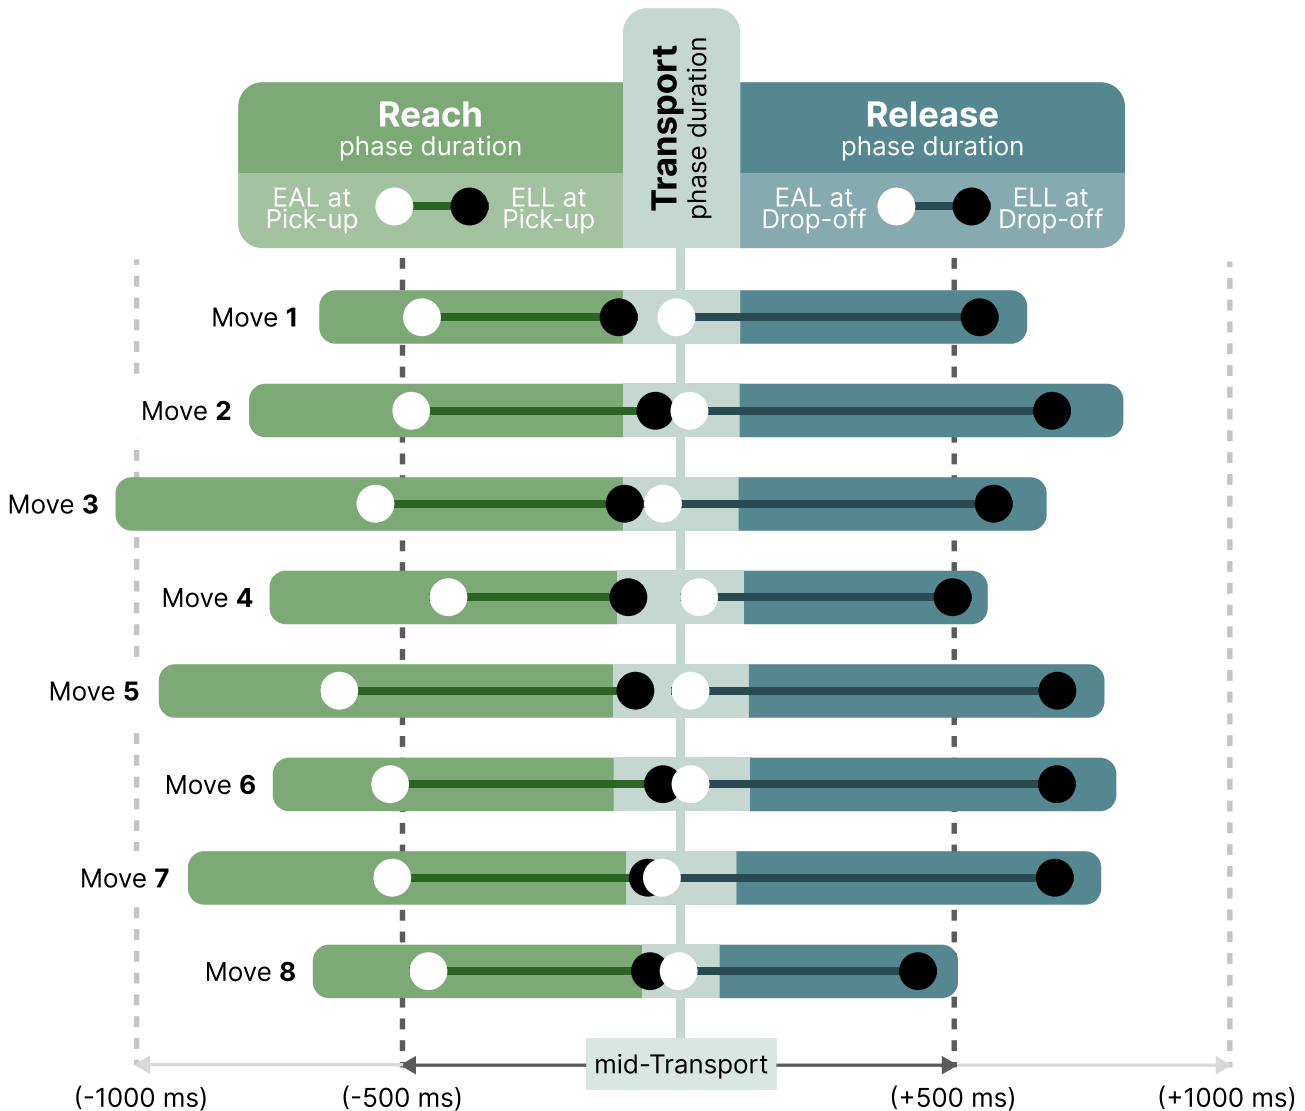 Transport
phase duration
Reach
phase duration
EAL at
Pick-up
ELL at
Pick-up
Release
phase duration
EAL at
Drop-off
ELL at
Drop-off
Move 1
Move 2
Move 3
Move 4
Move 5
Move 6
Move 7
Move 8
mid-Transport
(-1000 ms)
(-500 ms)
(+500 ms)
(+1000 ms)